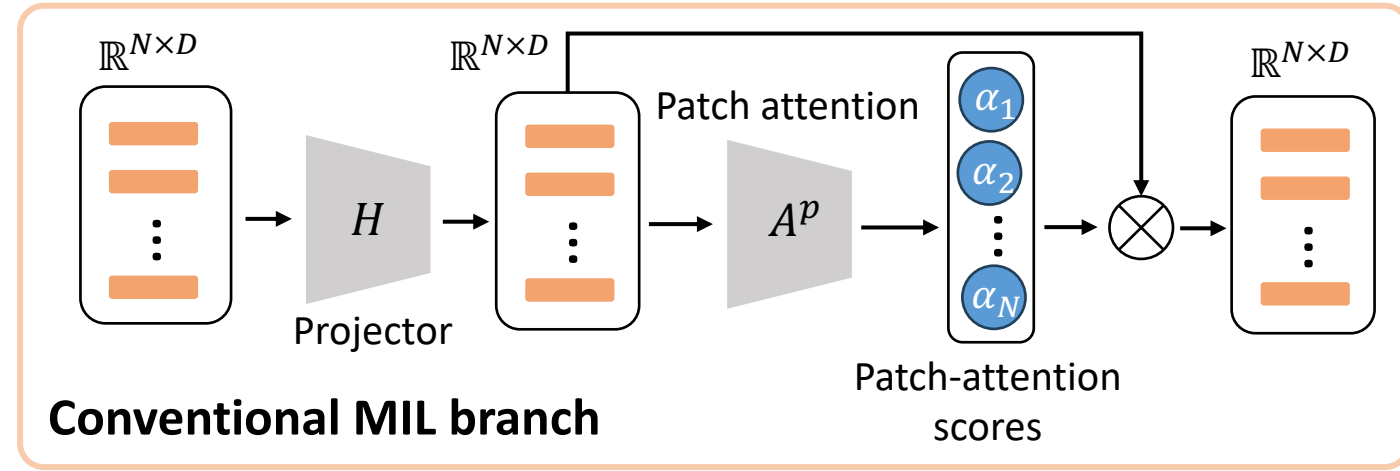 ℝ^{N×D}
ℝ^{N×D}
ℝ^{N×D}
Patch attention
H
A^p
α_1
α_2
α_N
Projector
Patch-attention
scores
Conventional MIL branch